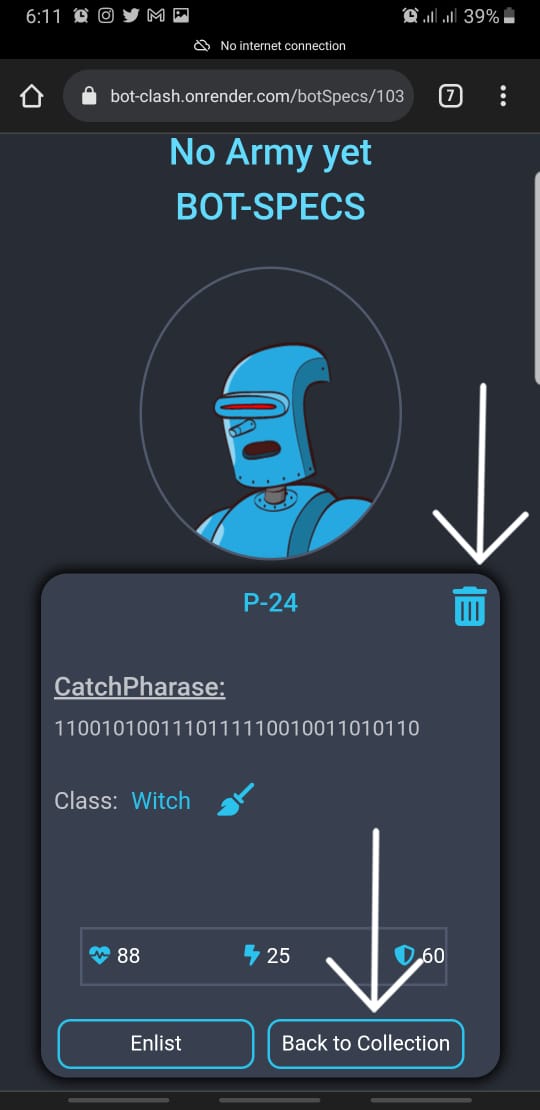 6:11
39%
No internet connection
bot-clash.onrender.com/botSpecs/103
7
No Army yet
BOT-SPECS
P-24
CatchPharase:
11001010011101111110010011010110
Class: Witch
88 25 60
Enlist Back to Collection